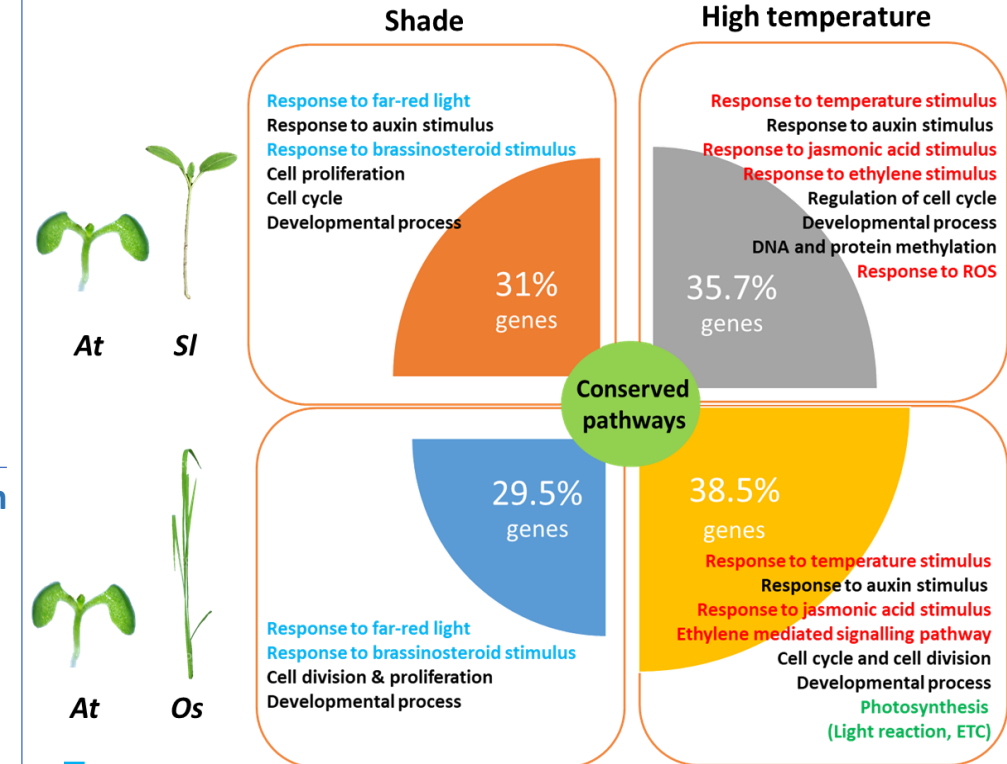 Shade
High temperature
Response to far-red light
Response to auxin stimulus
Response to brassinosteroid stimulus
Cell proliferation
Cell cycle
Developmental process
31%
genes
Response to temperature stimulus
Response to auxin stimulus
Response to jasmonic acid stimulus
Response to ethylene stimulus
Regulation of cell cycle
Developmental process
DNA and protein methylation
Response to ROS
35.7%
genes
At
Sl
Conserved
pathways
29.5%
genes
Response to far-red light
Response to brassinosteroid stimulus
Cell division & proliferation
Developmental process
38.5%
genes
Response to temperature stimulus
Response to auxin stimulus
Response to jasmonic acid stimulus
Ethylene mediated signalling pathway
Cell cycle and cell division
Developmental process
Photosynthesis
(Light reaction, ETC)
At
Os